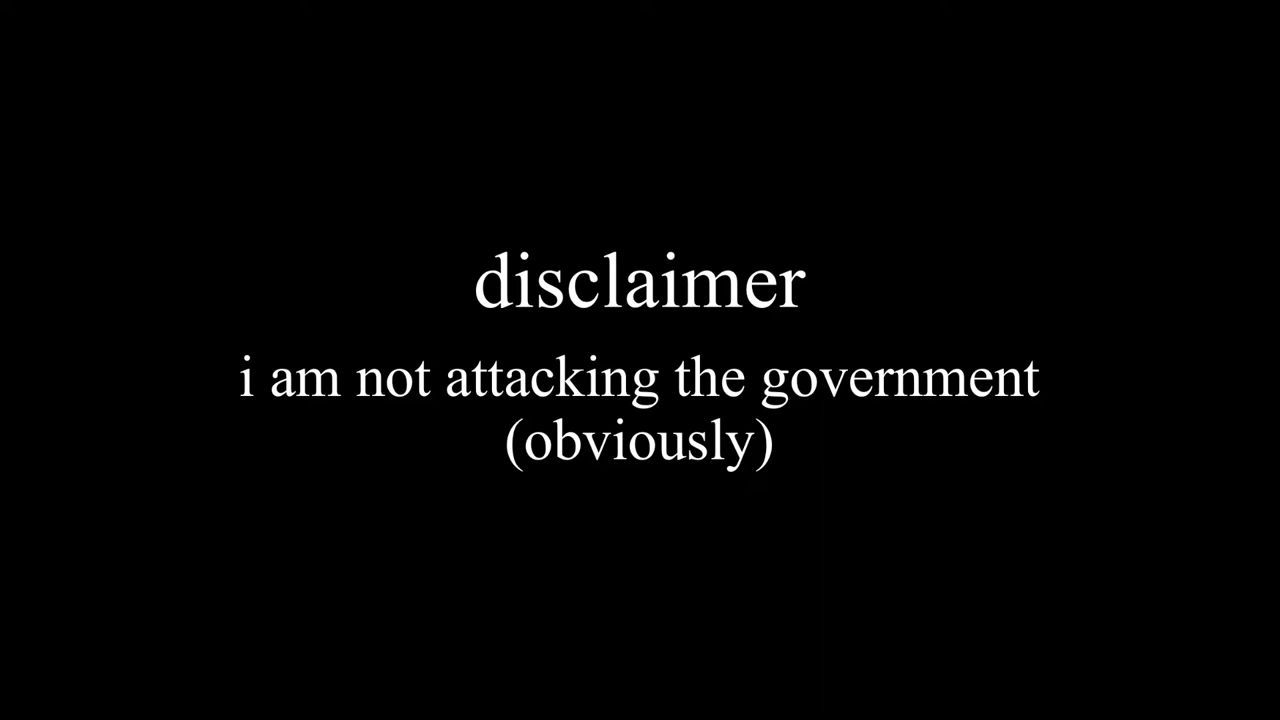 disclaimer
i am not attacking the government
(obviously)